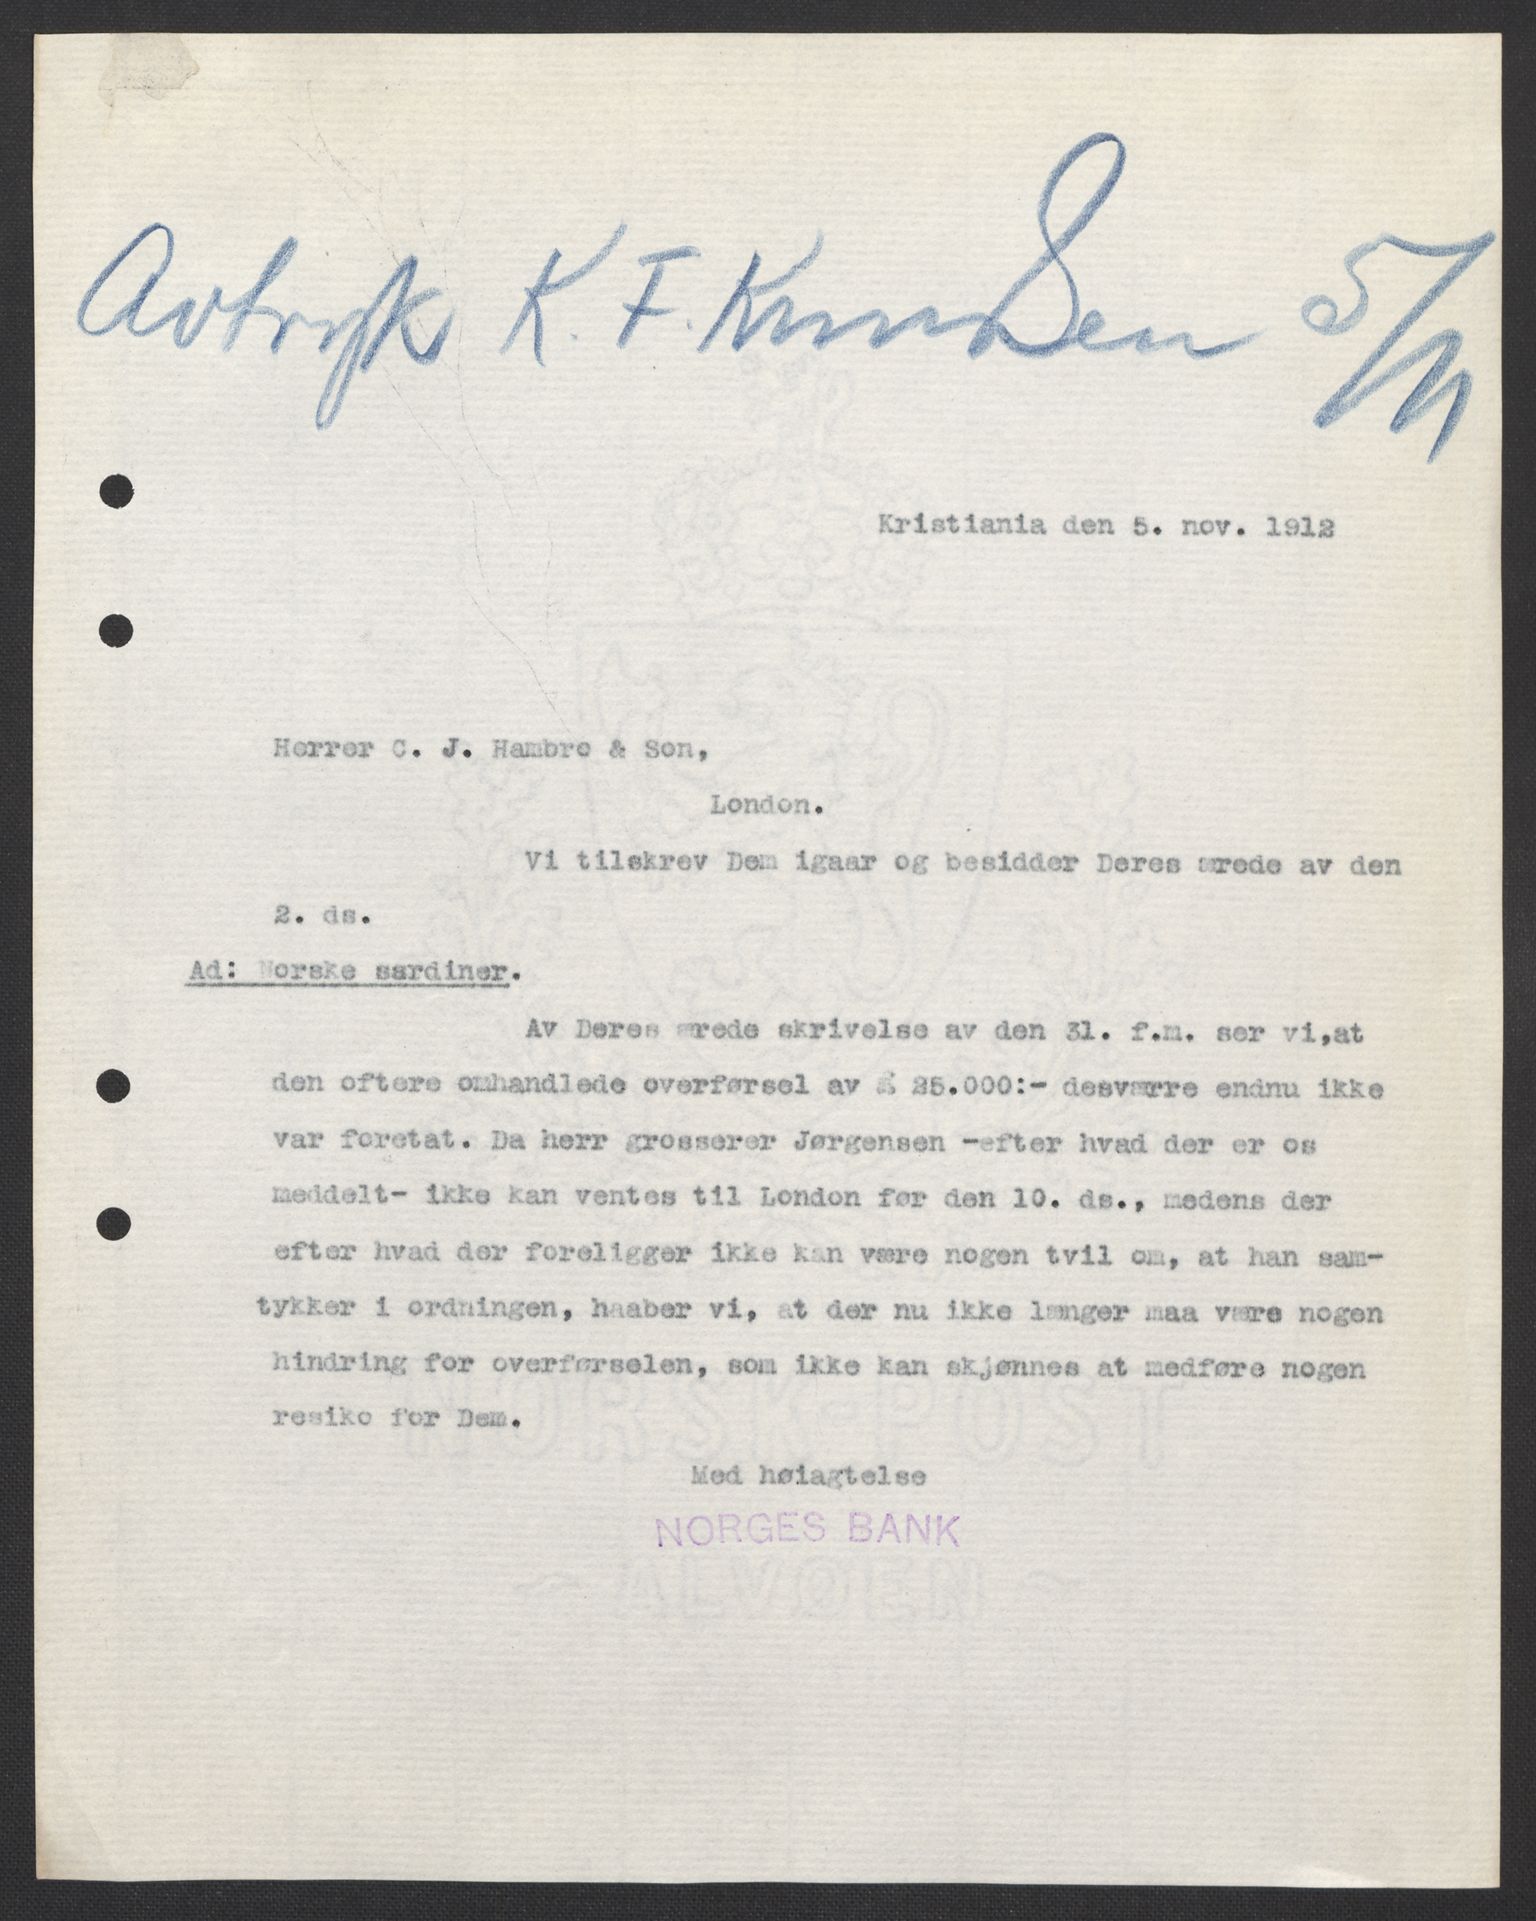 Avtryk K. F. Knudsen 5/11
Kristiania den 5. nov. 1912
Herrer C. J. Hambro & Son,
London.
Vi tilskrev Dem igaar og besidder Deres ærede av den
2. ds.
Ad: Norske sardiner.
Av Deres ærede skrivelse av den 31. f.m. ser vi,at
den oftere omhandlede overførsel av £ 25.000:- desværre endnu ikke
var foretat. Da herr grosserer Jørgensen -efter hvad der er os
meddelt- ikke kan ventes til London før den 10. ds., medens der
efter hvad der foreligger ikke kan være nogen tvil om, at han sam-
tykker i ordningen, haaber vi, at der nu ikke længer maa være nogen
hindring for overførselen, som ikke kan skjønnes at medføre nogen
resiko for Dem.
Med høiagtelse
NORGES BANK
NORSK POST
ALVØEN